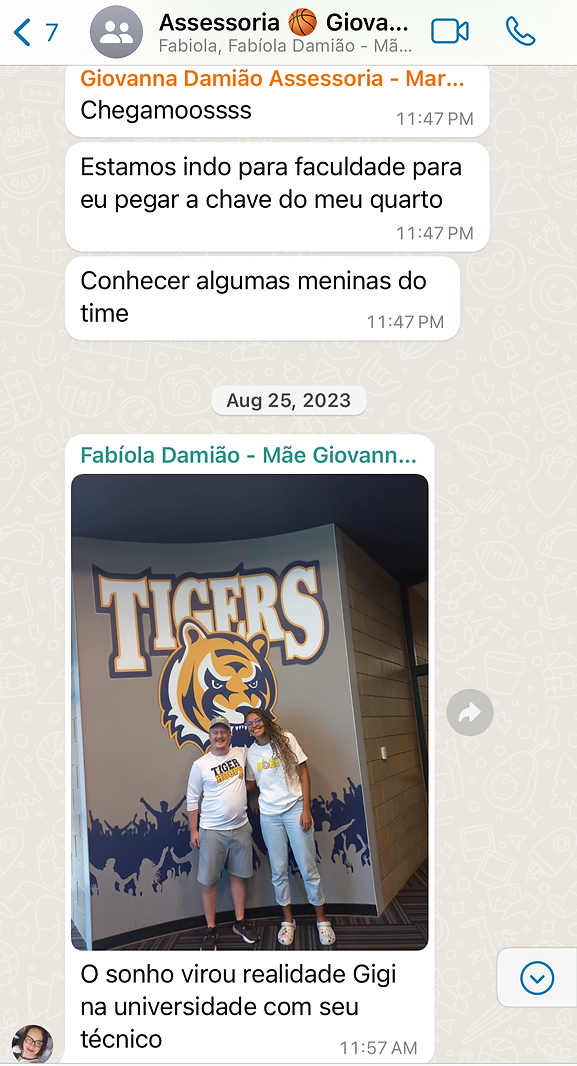 7
Assessoria 🏀 Giova...
Fabiola, Fabíola Damião - Mã...
Giovanna Damião Assessoria - Mar...
Chegamoossss
11:47 PM
Estamos indo para faculdade para
eu pegar a chave do meu quarto
11:47 PM
Conhecer algumas meninas do
time
11:47 PM
Aug 25, 2023
Fabíola Damião - Mãe Giovann...
TIGERS
TIGER
HOOPS
O sonho virou realidade Gigi
na universidade com seu
técnico
11:57 AM